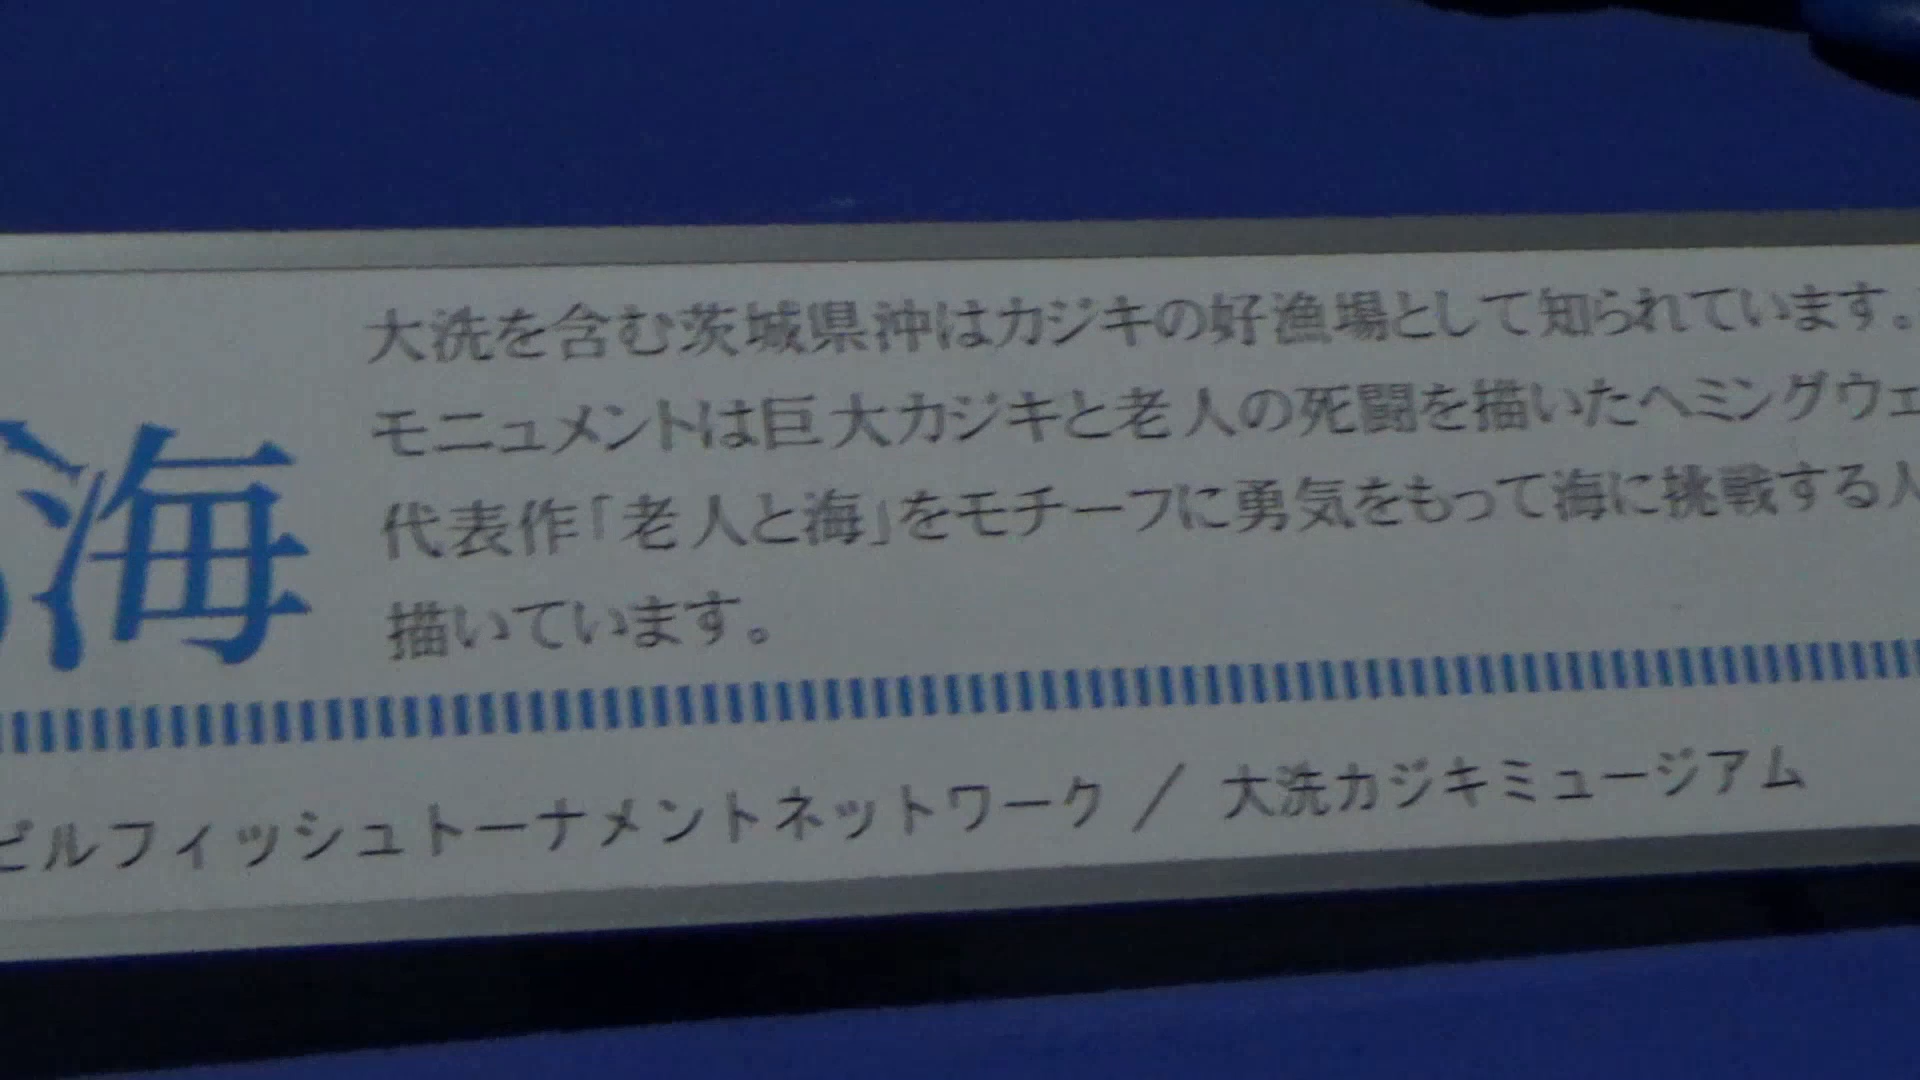 海
大洗を含む茨城県沖はカジキの好漁場として知られています。
モニュメントは巨大カジキと老人の死闘を描いたヘミングウェ
代表作「老人と海」をモチーフに勇気をもって海に挑戦する人
描いています。
ビルフィッシュトーナメントネットワーク / 大洗カジキミュージアム